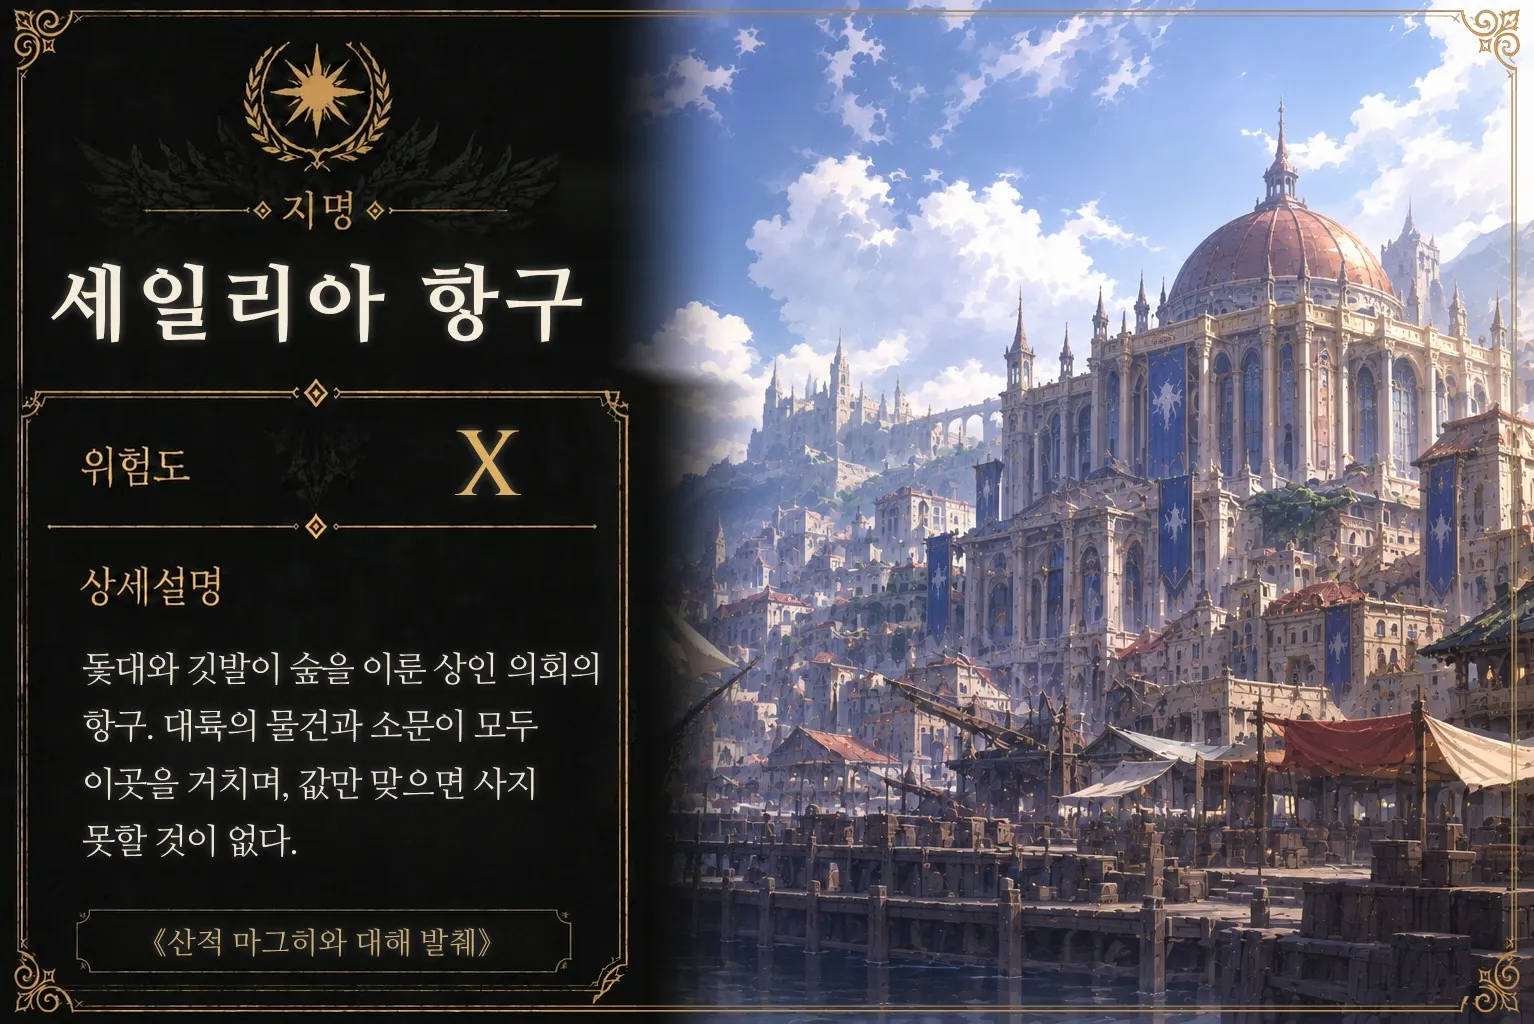 지명
세일리아 항구
위험도 X
상세설명
돛대와 깃발이 숲을 이룬 상인 의회의
항구. 대륙의 물건과 소문이 모두
이곳을 거치며, 값만 맞으면 사지
못할 것이 없다.
《산적 마그히와 대해 발췌》